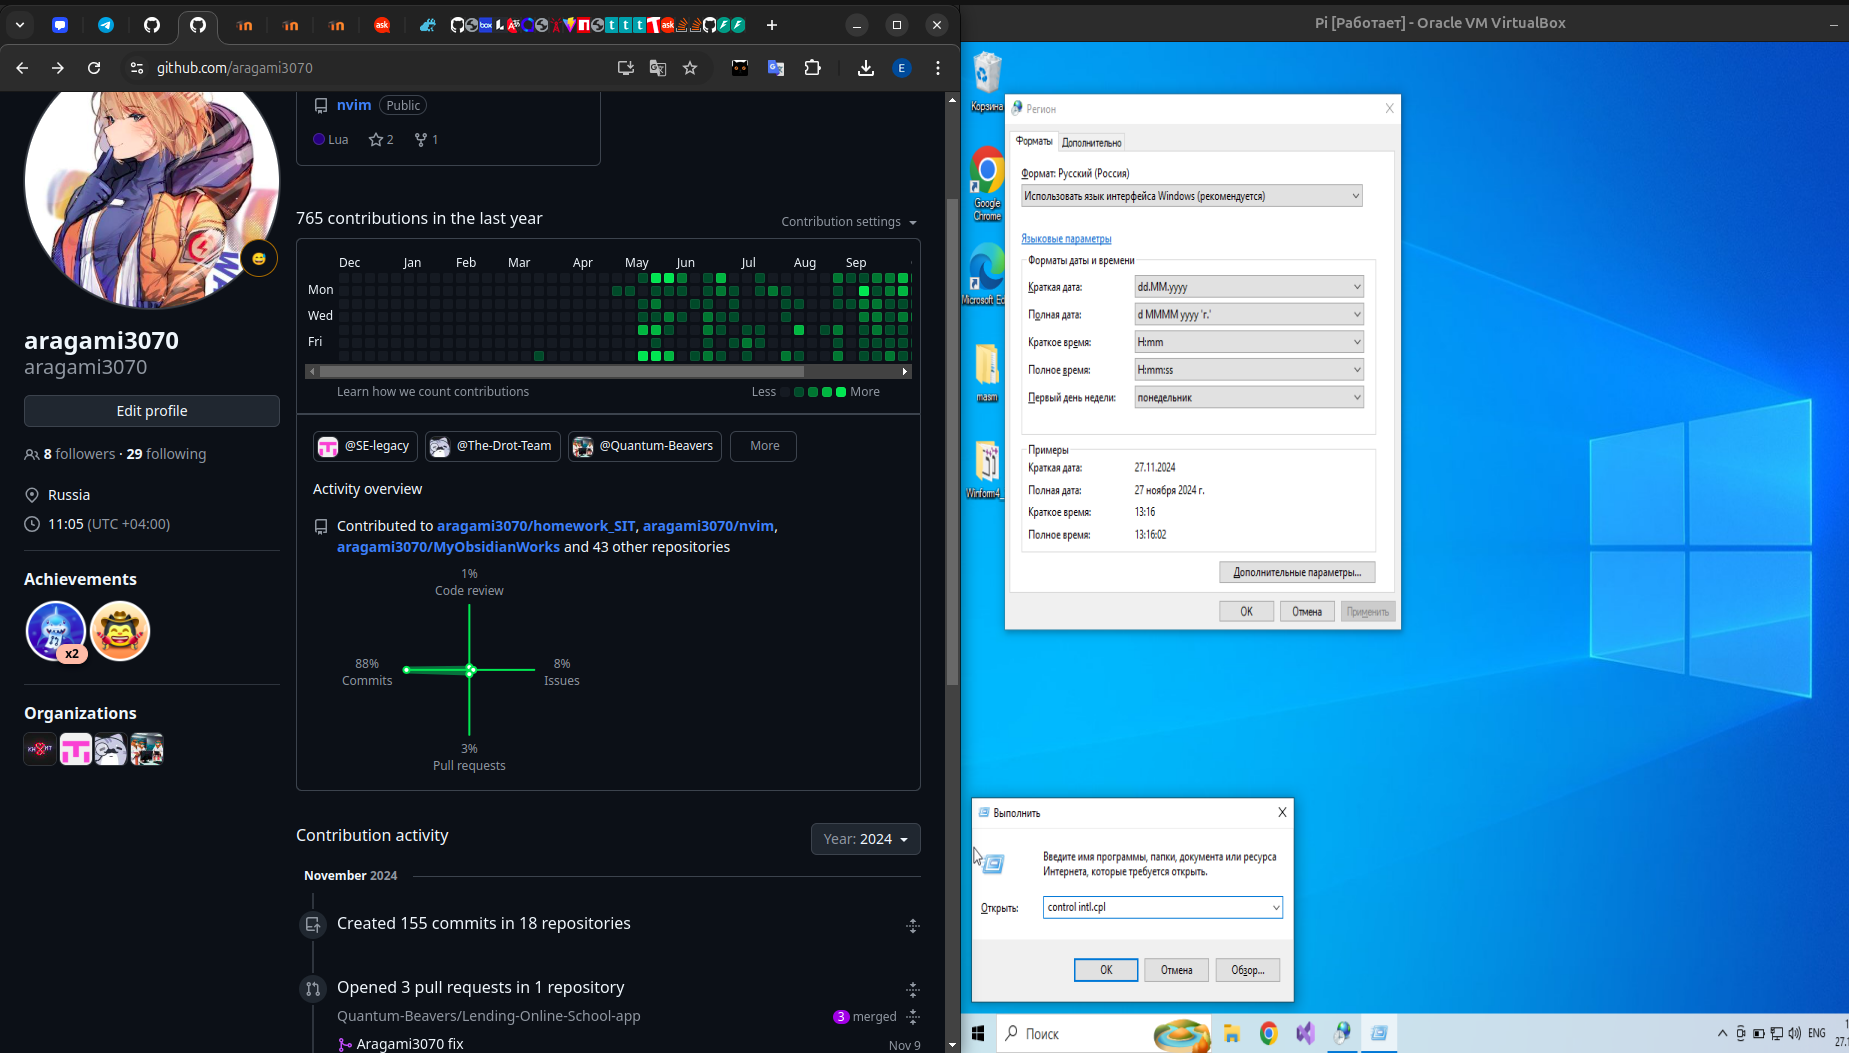 github.com/aragami3070
E
nvim
Public
Lua
2
1
765 contributions in the last year
Contribution settings
Dec Jan Feb Mar Apr May Jun Jul Aug Sep
Mon
Wed
Fri
Learn how we count contributions
Less
More
@SE-legacy
@The-Drot-Team
@Quantum-Beavers
More
Activity overview
Contributed to aragami3070/homework_SIT, aragami3070/nvim,
aragami3070/MyObsidianWorks and 43 other repositories
1%
Code review
88%
Commits
8%
Issues
3%
Pull requests
aragami3070
aragami3070
Edit profile
8 followers · 29 following
Russia
11:05 (UTC +04:00)
Achievements
x2
Organizations
Contribution activity
Year: 2024
November 2024
Created 155 commits in 18 repositories
Opened 3 pull requests in 1 repository
Quantum-Beavers/Lending-Online-School-app
3 merged
Aragami3070 fix
Nov 9
Pi [Работает] - Oracle VM VirtualBox
Корзина
Google
Chrome
Microsoft Ed
masm
Winform4_
Регион
Форматы
Дополнительно
Формат: Русский (Россия)
Использовать язык интерфейса Windows (рекомендуется)
Языковые параметры
Форматы даты и времени
Краткая дата:
dd.MM.yyyy
Полная дата:
d MMMM yyyy 'г.'
Краткое время:
H:mm
Полное время:
H:mm:ss
Первый день недели:
понедельник
Примеры
Краткая дата:
27.11.2024
Полная дата:
27 ноября 2024 г.
Краткое время:
13:16
Полное время:
13:16:02
Дополнительные параметры...
ОК
Отмена
Применить
Выполнить
Введите имя программы, папки, документа или ресурса
Интернета, которые требуется открыть.
Открыть:
control intl.cpl
ОК
Отмена
Обзор...
Поиск
ENG
1
27.1